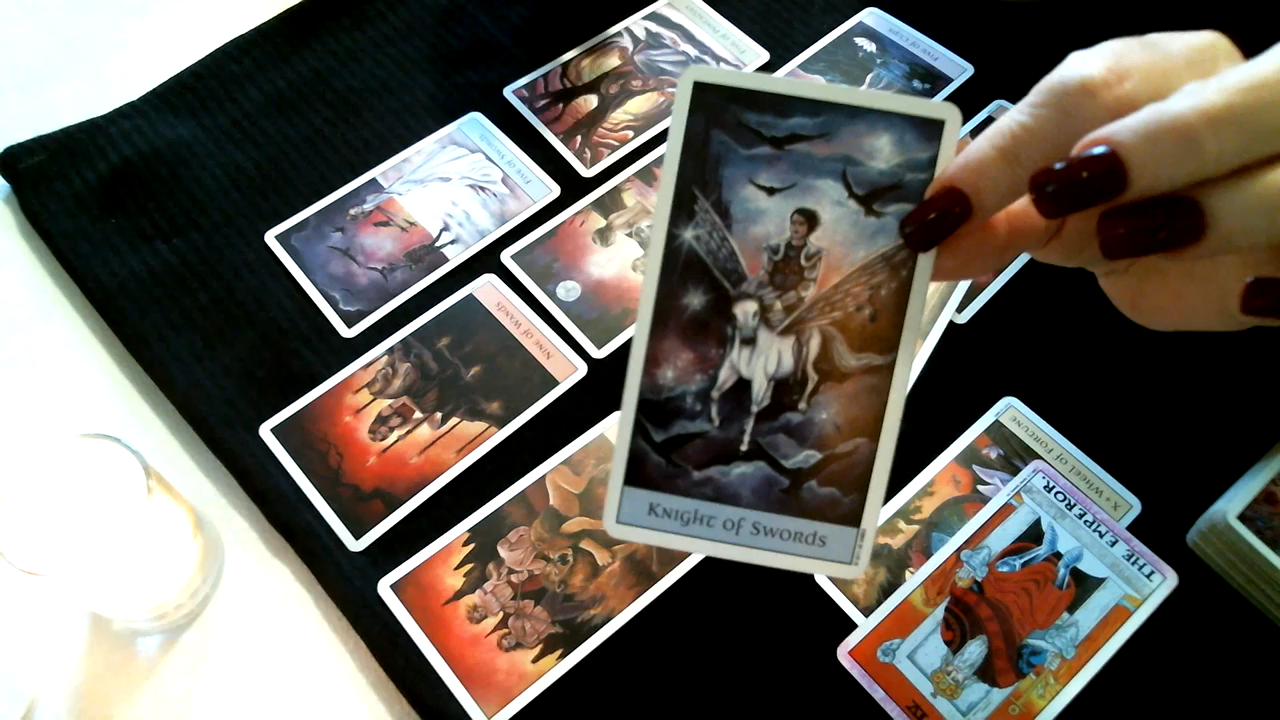 Five of Pentacles
Five of Cups
Five of Swords
Nine of Wands
Knight of Swords
X • Wheel of Fortune
THE EMPEROR.
IV